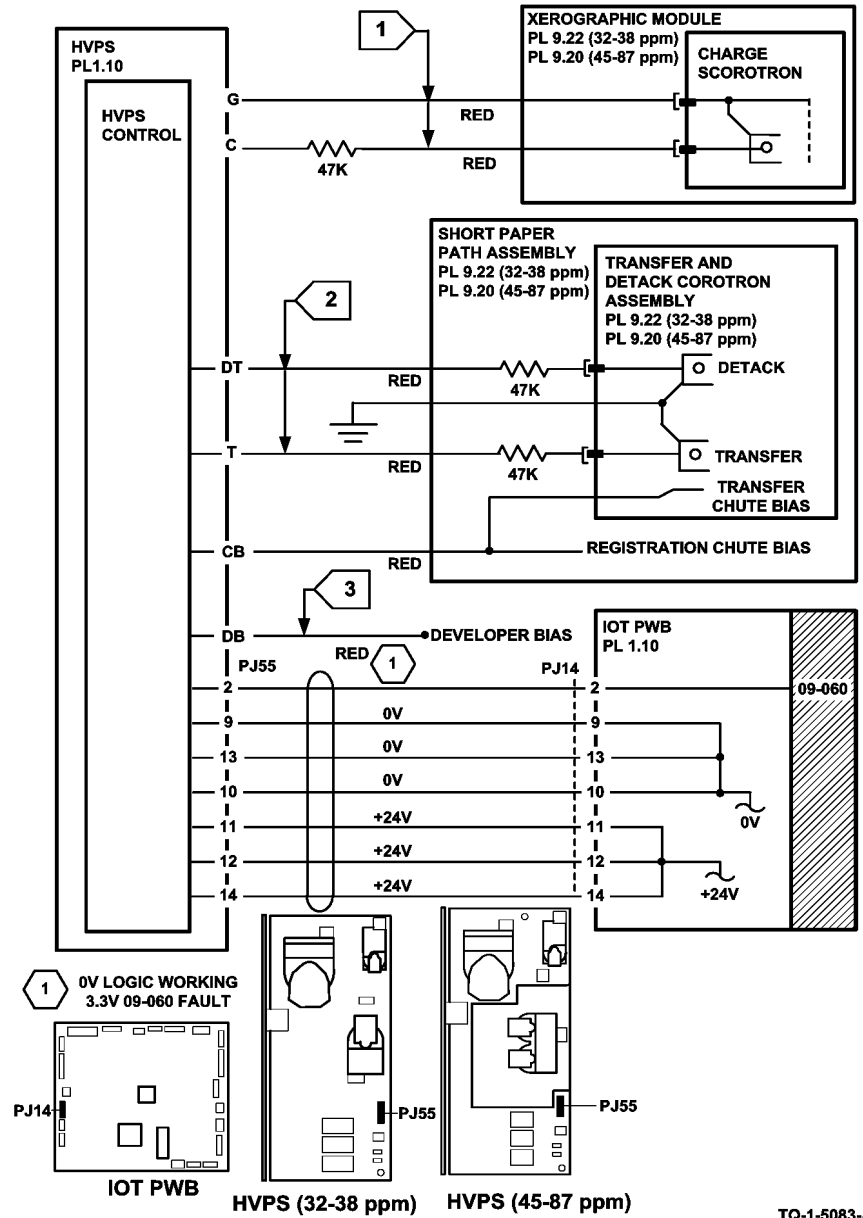 HVPS
PL1.10
HVPS
CONTROL
1
XEROGRAPHIC MODULE
PL 9.22 (32-38 ppm)
PL 9.20 (45-87 ppm)
CHARGE
SCOROTRON
G
RED
C
47K
RED
SHORT PAPER
PATH ASSEMBLY
PL 9.22 (32-38 ppm)
PL 9.20 (45-87 ppm)
TRANSFER AND
DETACK COROTRON
ASSEMBLY
PL 9.22 (32-38 ppm)
PL 9.20 (45-87 ppm)
2
DT
RED
47K
DETACK
T
RED
47K
TRANSFER
TRANSFER
CHUTE BIAS
CB
RED
REGISTRATION CHUTE BIAS
3
DB
RED
DEVELOPER BIAS
IOT PWB
PL 1.10
PJ55
1
PJ14
2
2
09-060
9
0V
9
13
0V
13
10
0V
10
0V
11
+24V
11
12
+24V
12
14
+24V
14
+24V
1
0V LOGIC WORKING
3.3V 09-060 FAULT
PJ14
PJ55
PJ55
IOT PWB
HVPS (32-38 ppm)
HVPS (45-87 ppm)